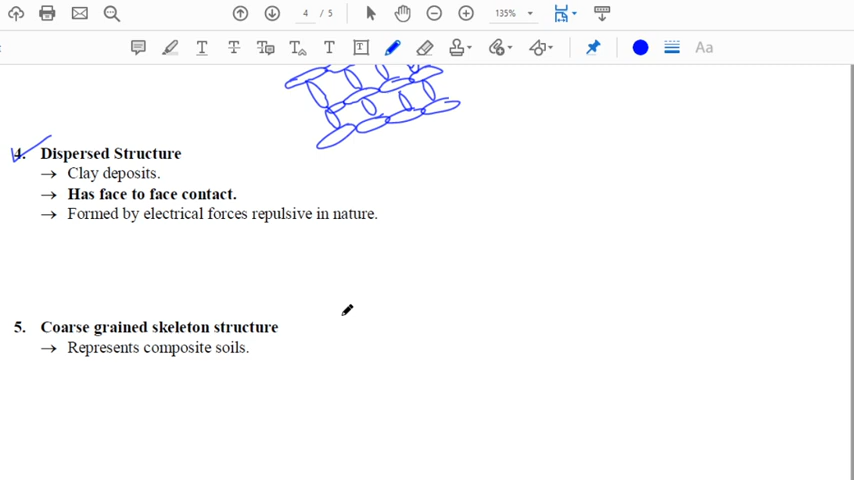 4 / 5
135%
T T T T T Aa
4. Dispersed Structure
→ Clay deposits.
→ Has face to face contact.
→ Formed by electrical forces repulsive in nature.
5. Coarse grained skeleton structure
→ Represents composite soils.